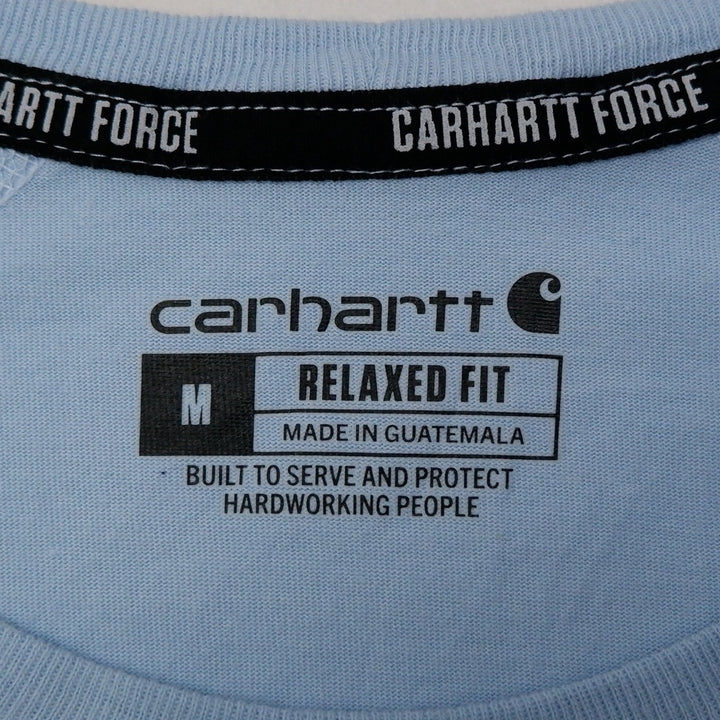 ARTT FORCE CARHARTT FORCE
carhartt
M RELAXED FIT
MADE IN GUATEMALA
BUILT TO SERVE AND PROTECT
HARDWORKING PEOPLE